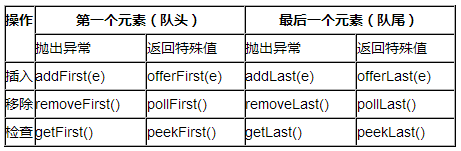 操作 第一个元素（队头） 最后一个元素（队尾）
抛出异常 返回特殊值 抛出异常 返回特殊值
插入 addFirst(e) offerFirst(e) addLast(e) offerLast(e)
移除 removeFirst() pollFirst() removeLast() pollLast()
检查 getFirst() peekFirst() getLast() peekLast()